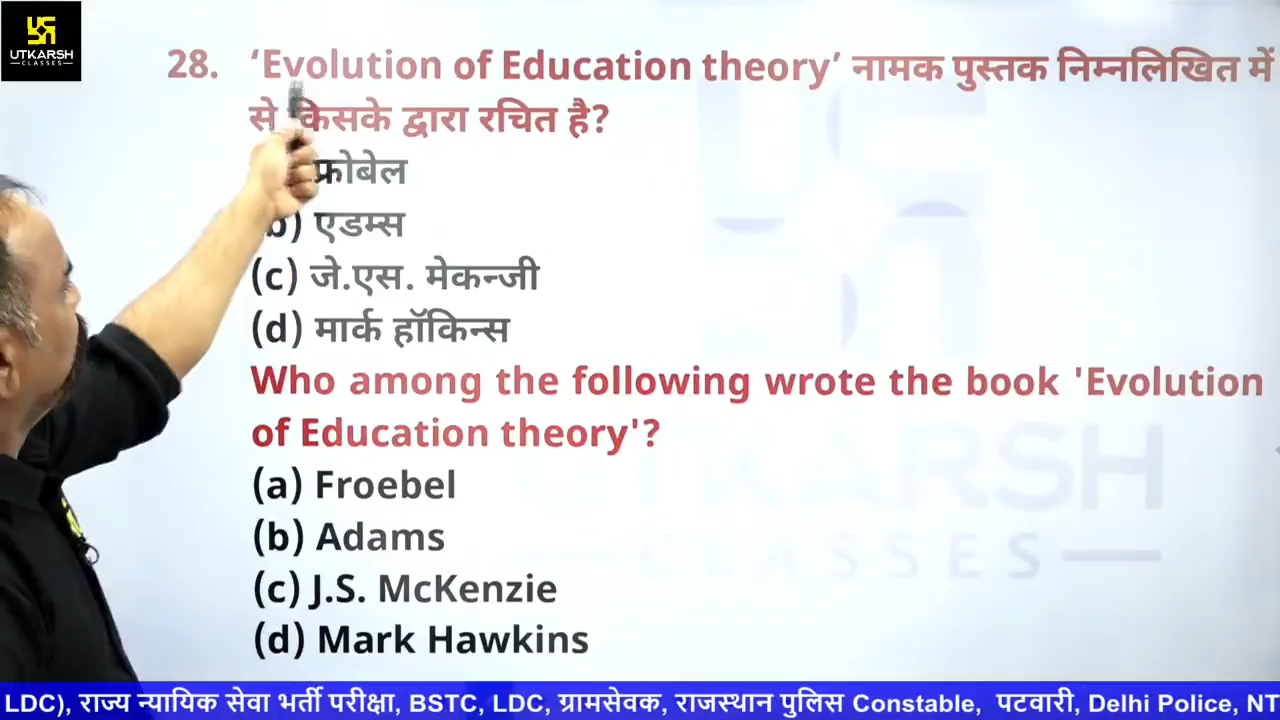 UTKARSH
CLASSES
28. ‘Evolution of Education theory’ नामक पुस्तक निम्नलिखित में
से किसके द्वारा रचित है?
फ्रोबेल
b) एडम्स
(c) जे.एस. मेकन्जी
(d) मार्क हॉकिन्स
Who among the following wrote the book 'Evolution
of Education theory'?
(a) Froebel
(b) Adams
(c) J.S. McKenzie
(d) Mark Hawkins
UTKARSH
CLASSES
LDC), राज्य न्यायिक सेवा भर्ती परीक्षा, BSTC, LDC, ग्रामसेवक, राजस्थान पुलिस Constable, पटवारी, Delhi Police, NT